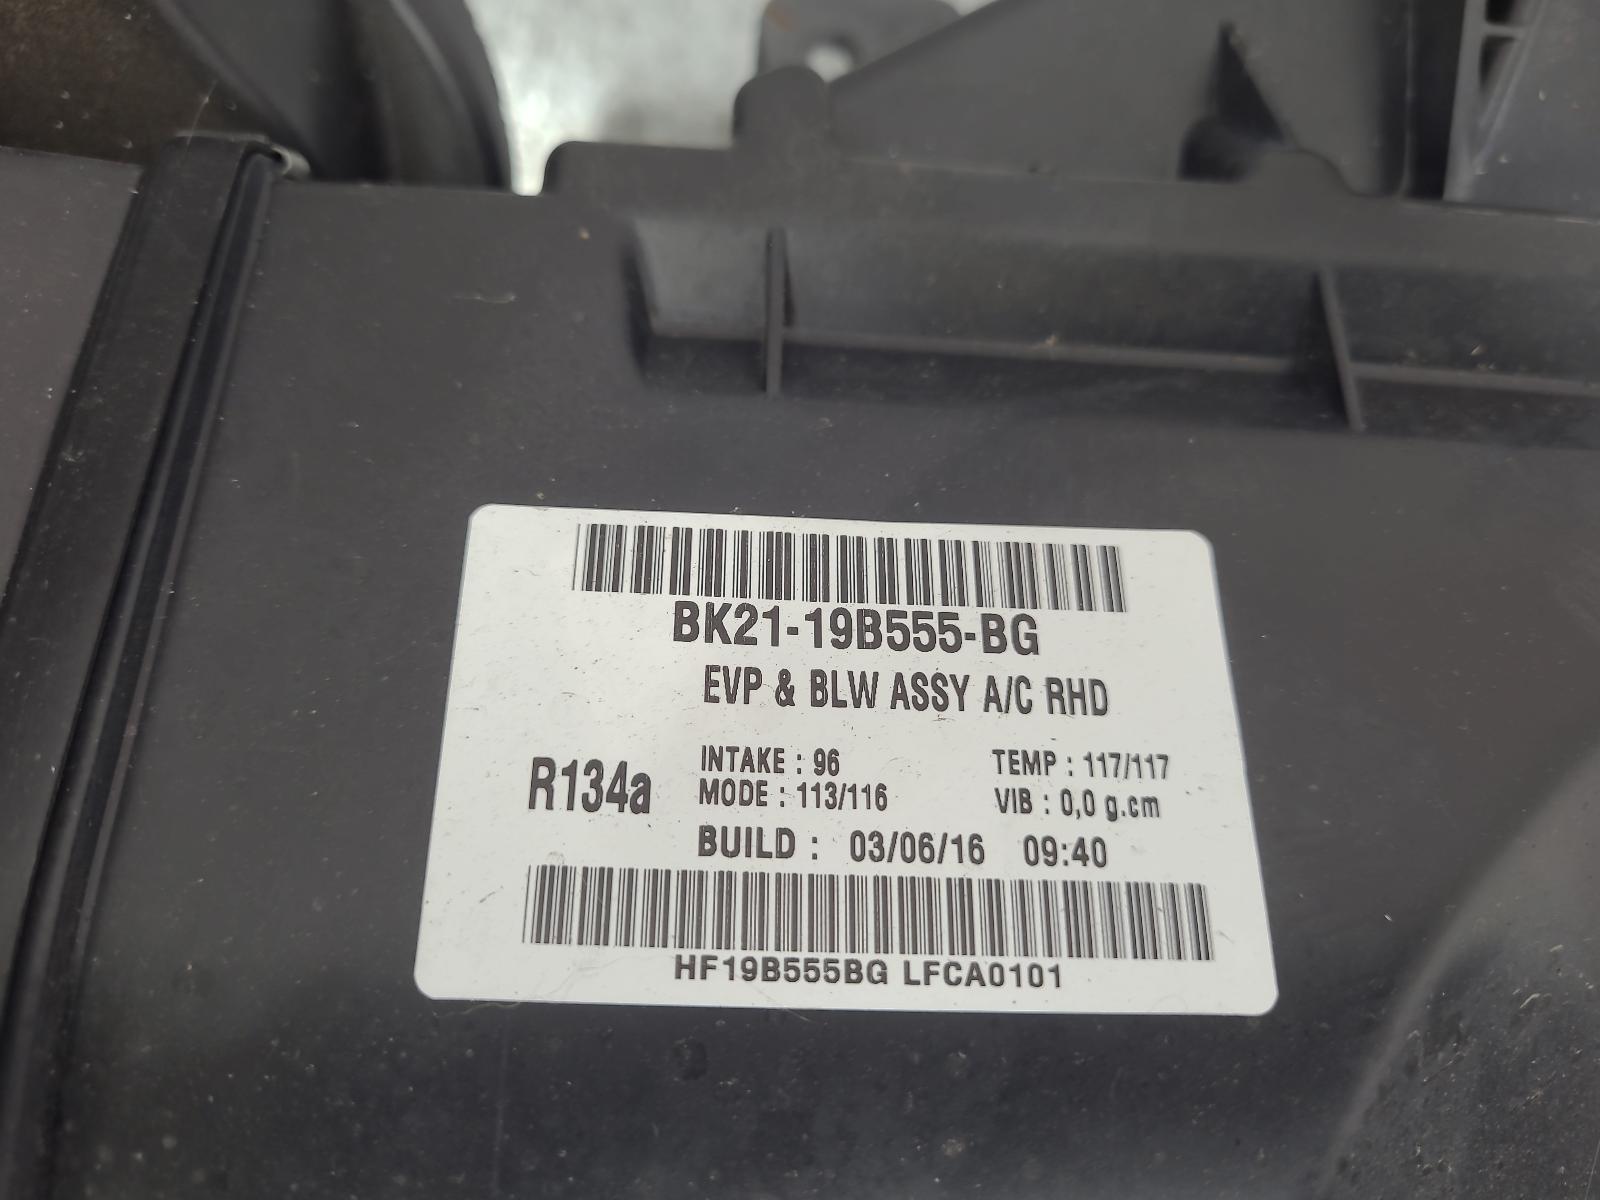 BK21-19B555-BG
EVP & BLW ASSY A/C RHD
R134a
INTAKE : 96 TEMP : 117/117
MODE : 113/116 VIB : 0,0 g.cm
BUILD : 03/06/16 09:40
HF19B555BG LFCA0101